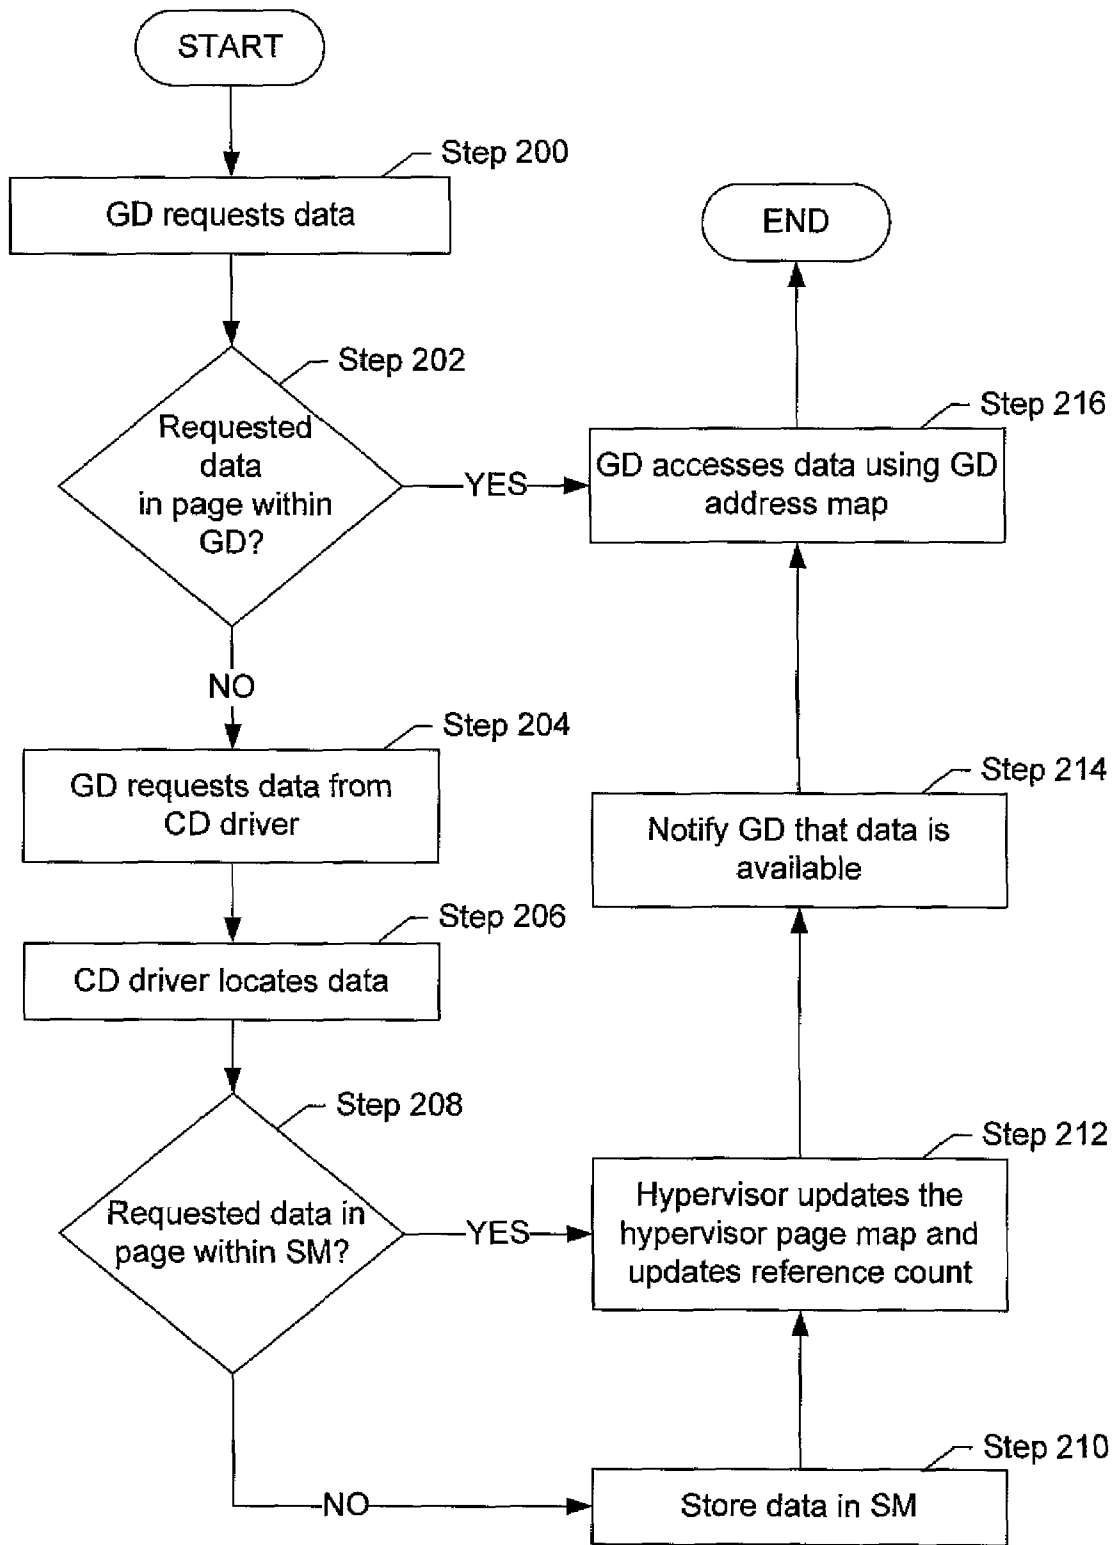 START
Step 200
GD requests data
Step 202
Requested
data
in page within
GD?
YES
NO
Step 204
GD requests data from
CD driver
Step 206
CD driver locates data
Step 208
Requested data in
page within SM?
YES
NO
Step 210
Store data in SM
Step 212
Hypervisor updates the
hypervisor page map and
updates reference count
Step 214
Notify GD that data is
available
Step 216
GD accesses data using GD
address map
END